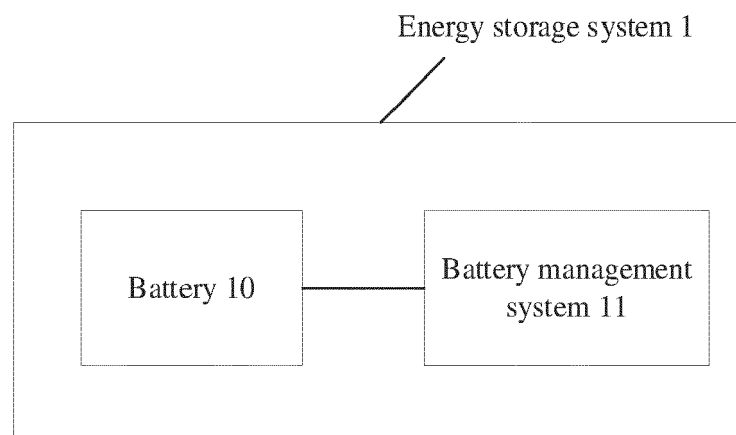 Energy storage system 1
Battery 10
Battery management
system 11